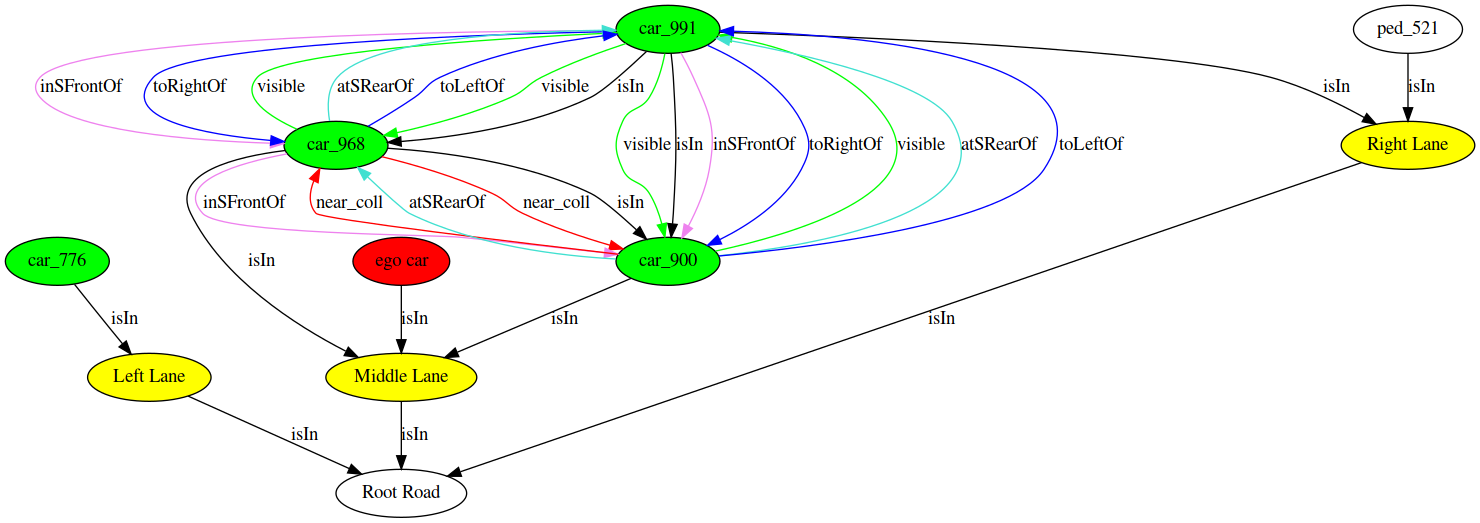 car_991
ped_521
inSFrontOf toRightOf visible atSRearOf toLeftOf visible isIn isIn isIn
car_968 visible isIn inSFrontOf toRightOf visible atSRearOf toLeftOf Right Lane
inSFrontOf near_coll atSRearOf near_coll isIn
car_776 isIn ego car car_900
isIn isIn isIn isIn
Left Lane Middle Lane
isIn isIn
Root Road